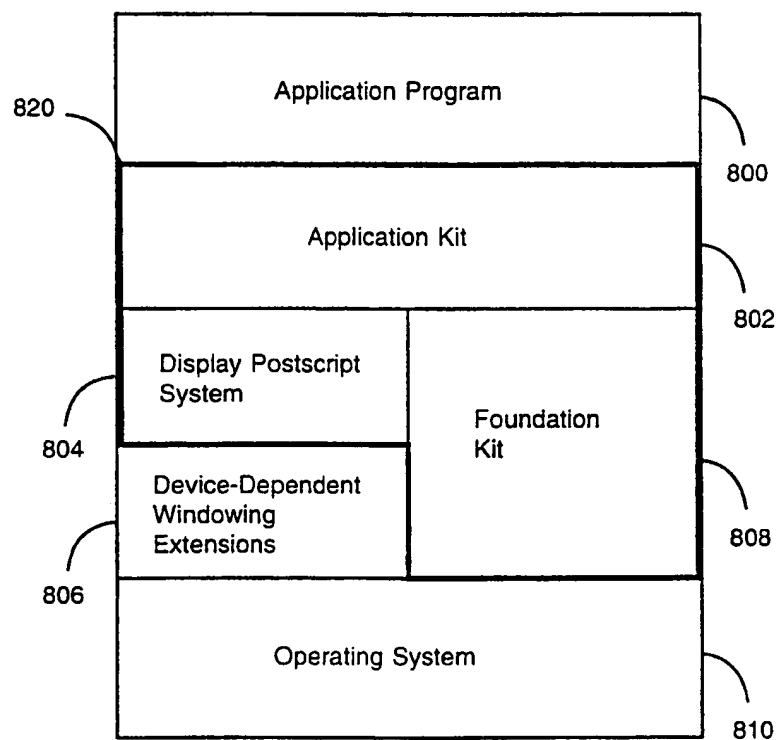 Application Program
820
800
Application Kit
802
Display Postscript
System
Foundation
Kit
804
Device-Dependent
Windowing
Extensions
808
806
Operating System
810